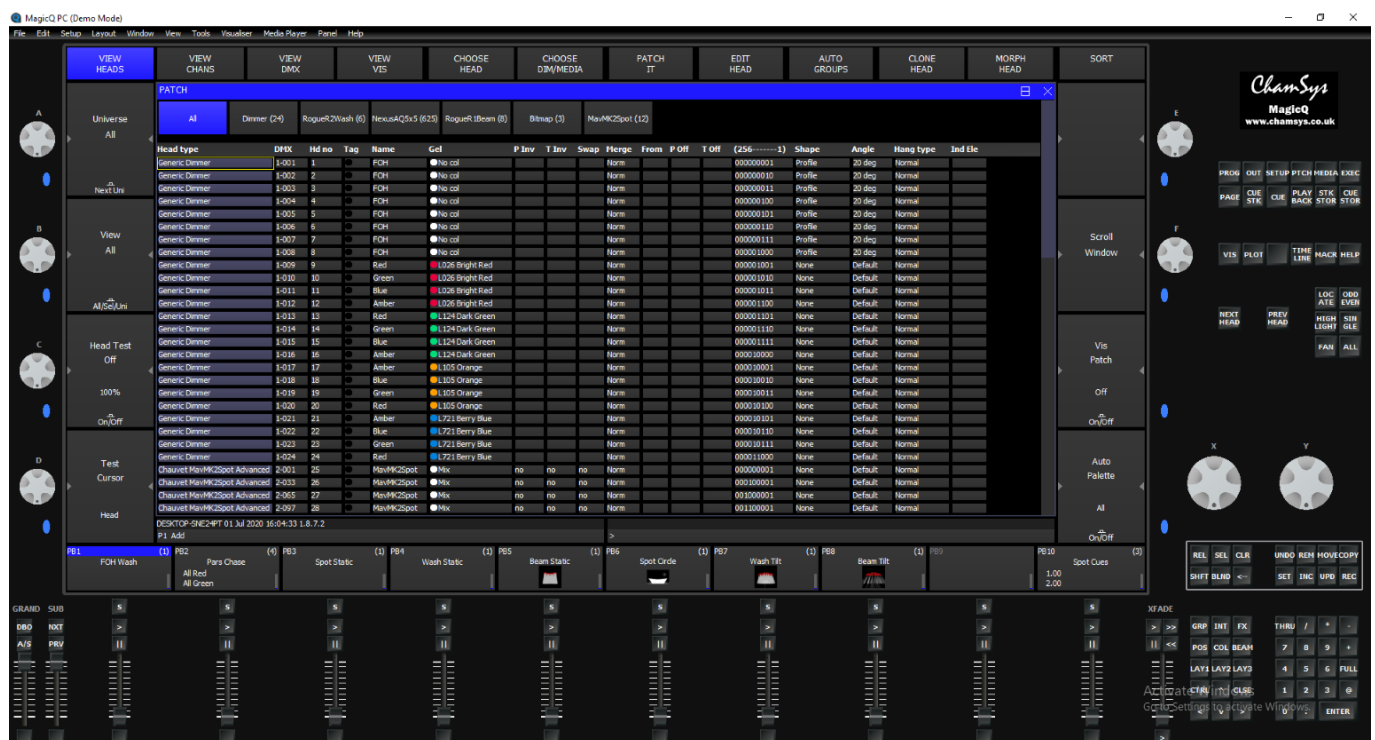 MagicQ PC (Demo Mode)
File Edit Setup Layout Window View Tools Visualiser Media Player Panel Help
VIEW HEADS
VIEW CHANS
VIEW DMX
VIEW VIS
CHOOSE HEAD
CHOOSE DIM/MEDIA
PATCH IT
EDIT HEAD
AUTO GROUPS
CLONE HEAD
MORPH HEAD
SORT
PATCH
All Dimmer (24) RogueR2Wash (6) NexusAQ5x5 (625) RogueR1Beam (8) Bitmap (3) MavMK2Spot (12)
Head type DMX Hd no Tag Name Gel P Inv T Inv Swap Merge From P Off T Off (256-------1) Shape Angle Hang type Ind Ele
Generic Dimmer 1-001 1 FOH No col Norm 000000001 Profile 20 deg Normal
Generic Dimmer 1-002 2 FOH No col Norm 000000010 Profile 20 deg Normal
Generic Dimmer 1-003 3 FOH No col Norm 000000011 Profile 20 deg Normal
Generic Dimmer 1-004 4 FOH No col Norm 000000100 Profile 20 deg Normal
Generic Dimmer 1-005 5 FOH No col Norm 000000101 Profile 20 deg Normal
Generic Dimmer 1-006 6 FOH No col Norm 000000110 Profile 20 deg Normal
Generic Dimmer 1-007 7 FOH No col Norm 000000111 Profile 20 deg Normal
Generic Dimmer 1-008 8 FOH No col Norm 000001000 Profile 20 deg Normal
Generic Dimmer 1-009 9 Red L026 Bright Red Norm 000001001 None Default Normal
Generic Dimmer 1-010 10 Green L026 Bright Red Norm 000001010 None Default Normal
Generic Dimmer 1-011 11 Blue L026 Bright Red Norm 000001011 None Default Normal
Generic Dimmer 1-012 12 Amber L026 Bright Red Norm 000001100 None Default Normal
Generic Dimmer 1-013 13 Red L124 Dark Green Norm 000001101 None Default Normal
Generic Dimmer 1-014 14 Green L124 Dark Green Norm 000001110 None Default Normal
Generic Dimmer 1-015 15 Blue L124 Dark Green Norm 000001111 None Default Normal
Generic Dimmer 1-016 16 Amber L124 Dark Green Norm 000010000 None Default Normal
Generic Dimmer 1-017 17 Amber L105 Orange Norm 000010001 None Default Normal
Generic Dimmer 1-018 18 Blue L105 Orange Norm 000010010 None Default Normal
Generic Dimmer 1-019 19 Green L105 Orange Norm 000010011 None Default Normal
Generic Dimmer 1-020 20 Red L105 Orange Norm 000010100 None Default Normal
Generic Dimmer 1-021 21 Amber L721 Berry Blue Norm 000010101 None Default Normal
Generic Dimmer 1-022 22 Blue L721 Berry Blue Norm 000010110 None Default Normal
Generic Dimmer 1-023 23 Green L721 Berry Blue Norm 000010111 None Default Normal
Generic Dimmer 1-024 24 Red L721 Berry Blue Norm 000011000 None Default Normal
Chauvet MavMK2Spot Advanced 2-001 25 MavMK2Spot Mix no no no Norm 000000001 None Default Normal
Chauvet MavMK2Spot Advanced 2-033 26 MavMK2Spot Mix no no no Norm 000100001 None Default Normal
Chauvet MavMK2Spot Advanced 2-065 27 MavMK2Spot Mix no no no Norm 001000001 None Default Normal
Chauvet MavMK2Spot Advanced 2-097 28 MavMK2Spot Mix no no no Norm 001100001 None Default Normal
DESKTOP-SNE24PT 01 Jul 2020 16:04:33 1.8.7.2
P1 Add >
A
Universe
All
Next Uni
B
View
All
All/Sel/Uni
C
Head Test
Off
100%
On/Off
D
Test
Cursor
Head
E
F
Scroll
Window
Vis
Patch
Off
On/Off
Auto
Palette
All
On/Off
PB1 (1) PB2 (4) PB3 (1) PB4 (1) PB5 (1) PB6 (1) PB7 (1) PB8 (1) PB9 PB10 (3)
FOH Wash Pars Chase Spot Static Wash Static Beam Static Spot Circle Wash Tilt Beam Tilt Spot Cues
All Red 1.00
All Green 2.00
ChamSys
MagicQ
www.chamsys.co.uk
PROG OUT SETUP PTCH MEDIA EXEC
PAGE CUE STK CUE PLAY BACK STK STOR CUE STOR
VIS PLOT TIME LINE MACR HELP
LOC ATE ODD EVEN
NEXT HEAD PREV HEAD HIGH LIGHT SIN GLE
FAN ALL
X Y
REL SEL CLR UNDO REM MOVE COPY
SHFT BLND <-- SET INC UPD REC
GRAND SUB S S S S S S S S S S XFADE
DBO NXT > > > > > > > > > > > >> GRP INT FX THRU / * -
A/S PRV II II II II II II II II II II II << POS COL BEAM 7 8 9 +
LAY1 LAY2 LAY3 4 5 6 FULL
CTRL ^ CLSE 1 2 3 @
< v > 0 . ENTER
>
Activate Windows
Go to Settings to activate Windows.